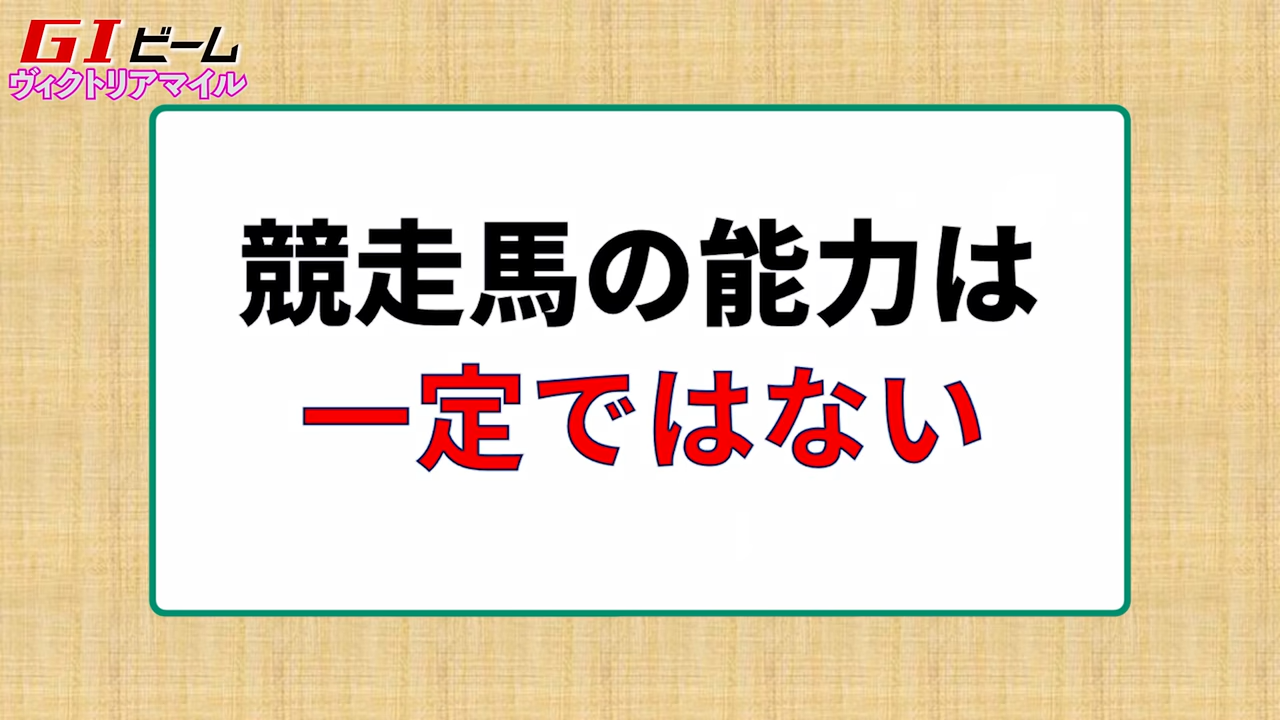 GIビーム
ヴィクトリアマイル
競走馬の能力は
一定ではない